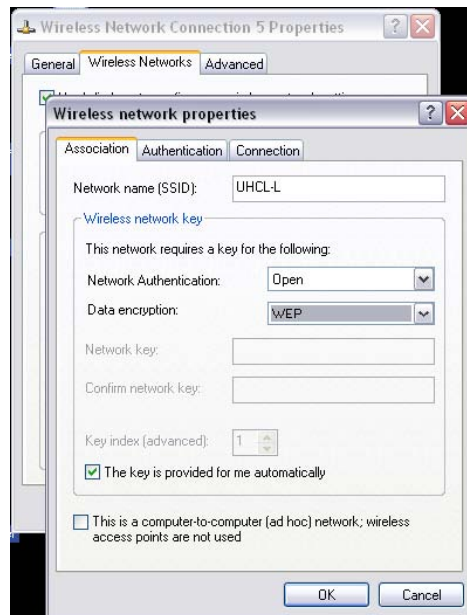 Wireless Network Connection 5 Properties
General Wireless Networks Advanced
Wireless network properties
Association Authentication Connection
Network name (SSID): UHCL-L
Wireless network key
This network requires a key for the following:
Network Authentication: Open
Data encryption: WEP
Network key:
Confirm network key:
Key index (advanced): 1
The key is provided for me automatically
This is a computer-to-computer (ad hoc) network; wireless
access points are not used
OK Cancel